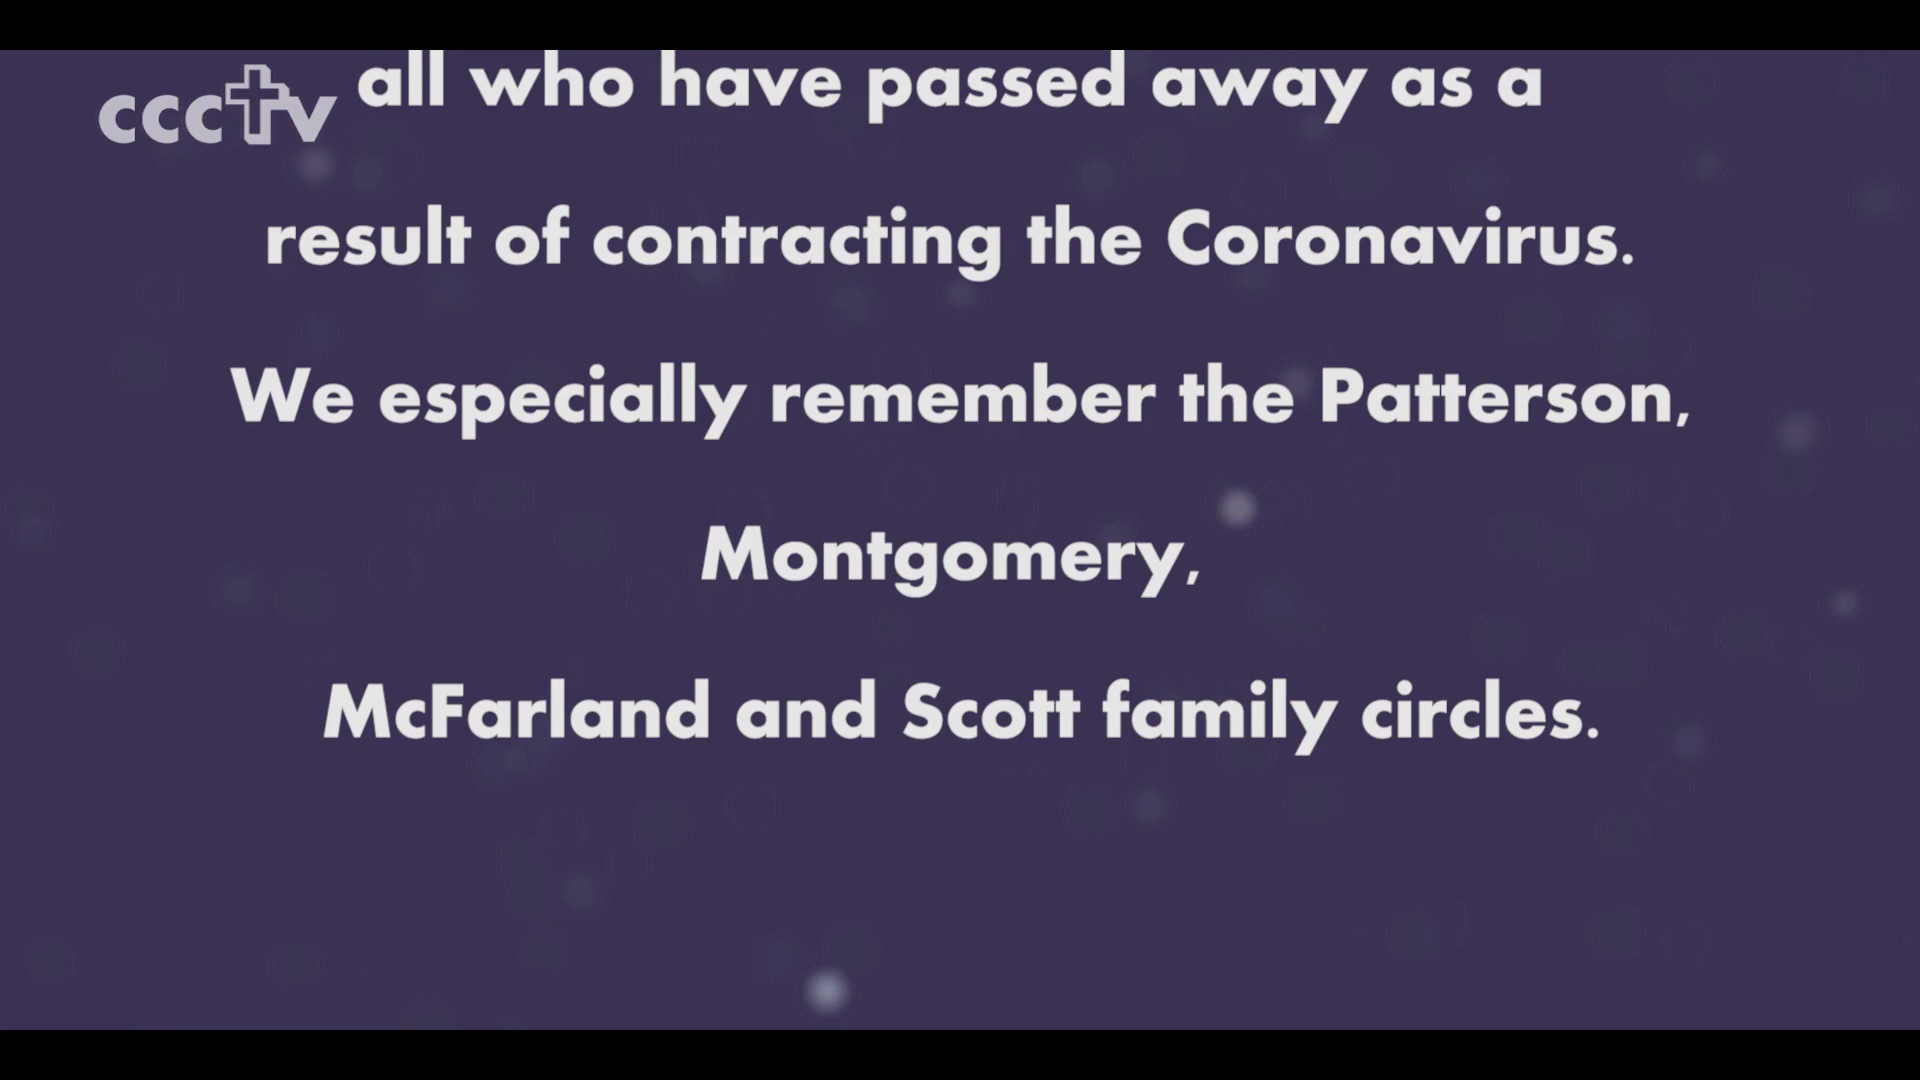 ccctv
all who have passed away as a
result of contracting the Coronavirus.
We especially remember the Patterson,
Montgomery,
McFarland and Scott family circles.